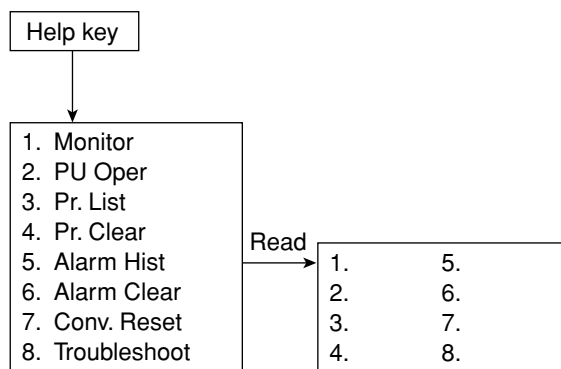 Help key
1. Monitor
2. PU Oper
3. Pr. List
4. Pr. Clear
5. Alarm Hist
6. Alarm Clear
7. Conv. Reset
8. Troubleshoot
Read
1. 5.
2. 6.
3. 7.
4. 8.